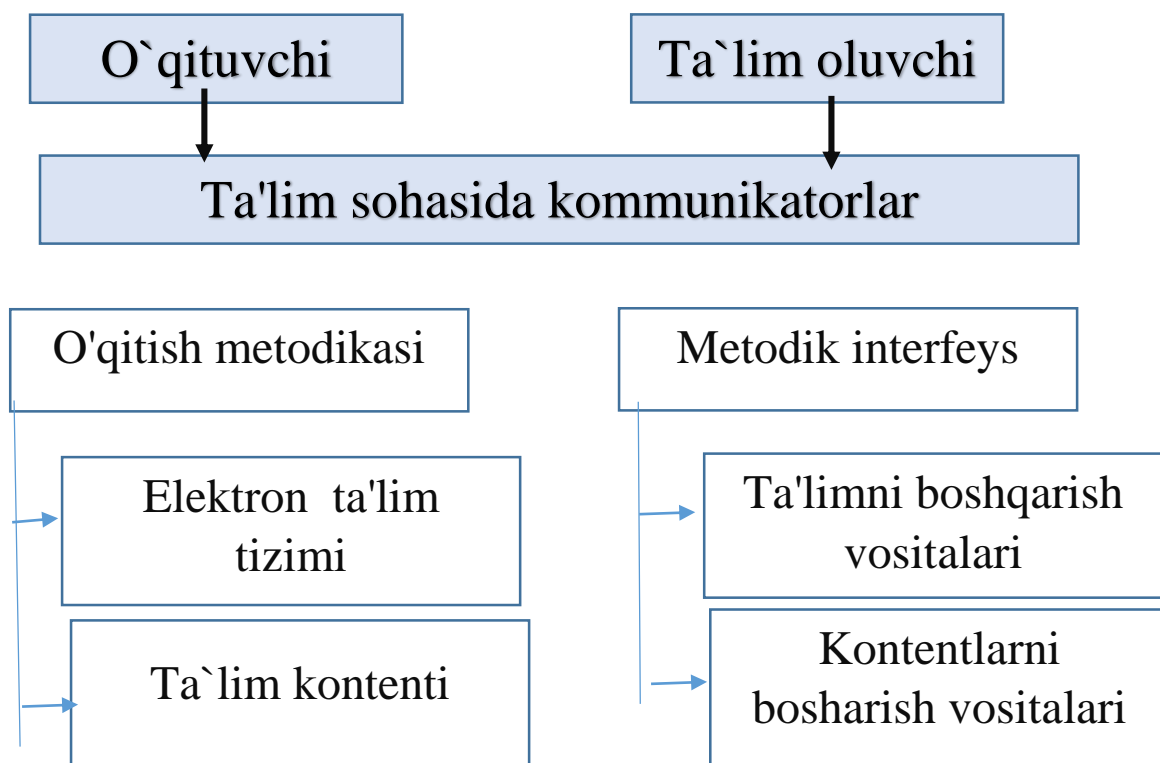 O`qituvchi
Ta`lim oluvchi
Ta'lim sohasida kommunikatorlar
O'qitish metodikasi
Metodik interfeys
Elektron ta'lim
tizimi
Ta'limni boshqarish
vositalari
Ta`lim kontenti
Kontentlarni
bosharish vositalari